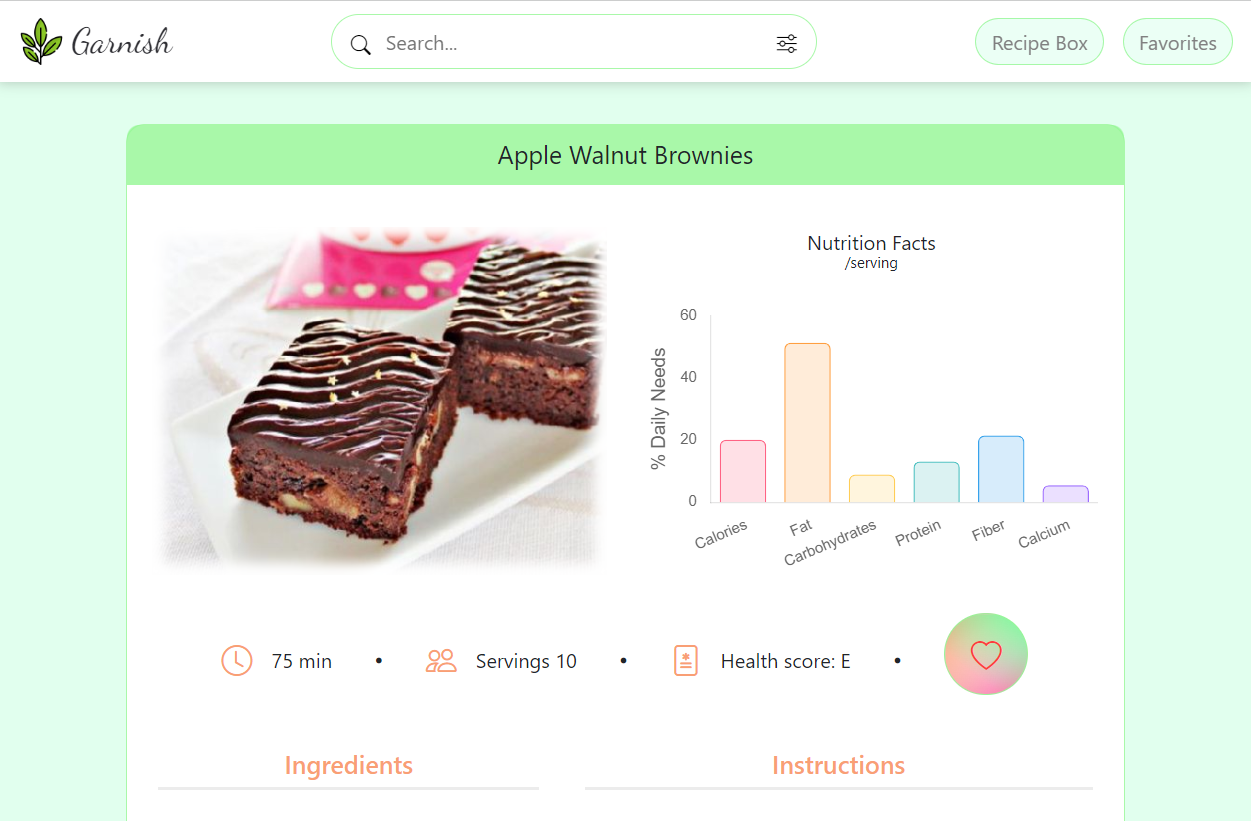 Garnish
Search...
Recipe Box
Favorites
Apple Walnut Brownies
Nutrition Facts
/serving
% Daily Needs
60
40
20
0
Calories
Fat
Carbohydrates
Protein
Fiber
Calcium
75 min
•
Servings 10
•
Health score: E
•
Ingredients
Instructions